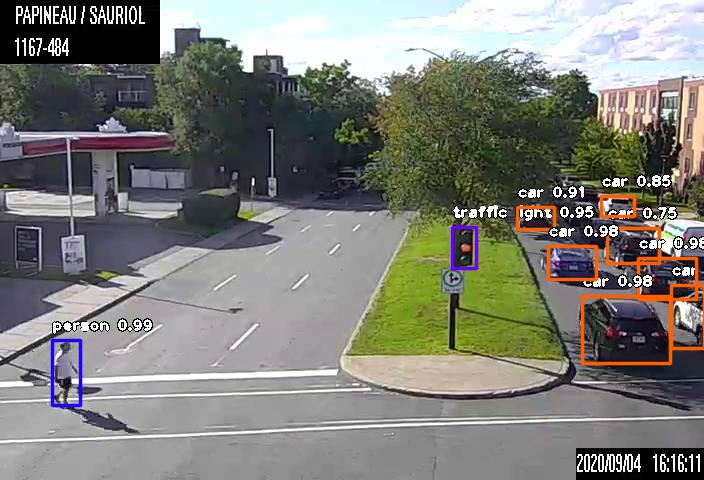 PAPINEAU / SAURIOL
1167-484
car 0.85
car 0.91
traffic light 0.95
car 0.75
car 0.98
car 0.98
car
car 0.98
person 0.99
2020/09/04 16:16:11